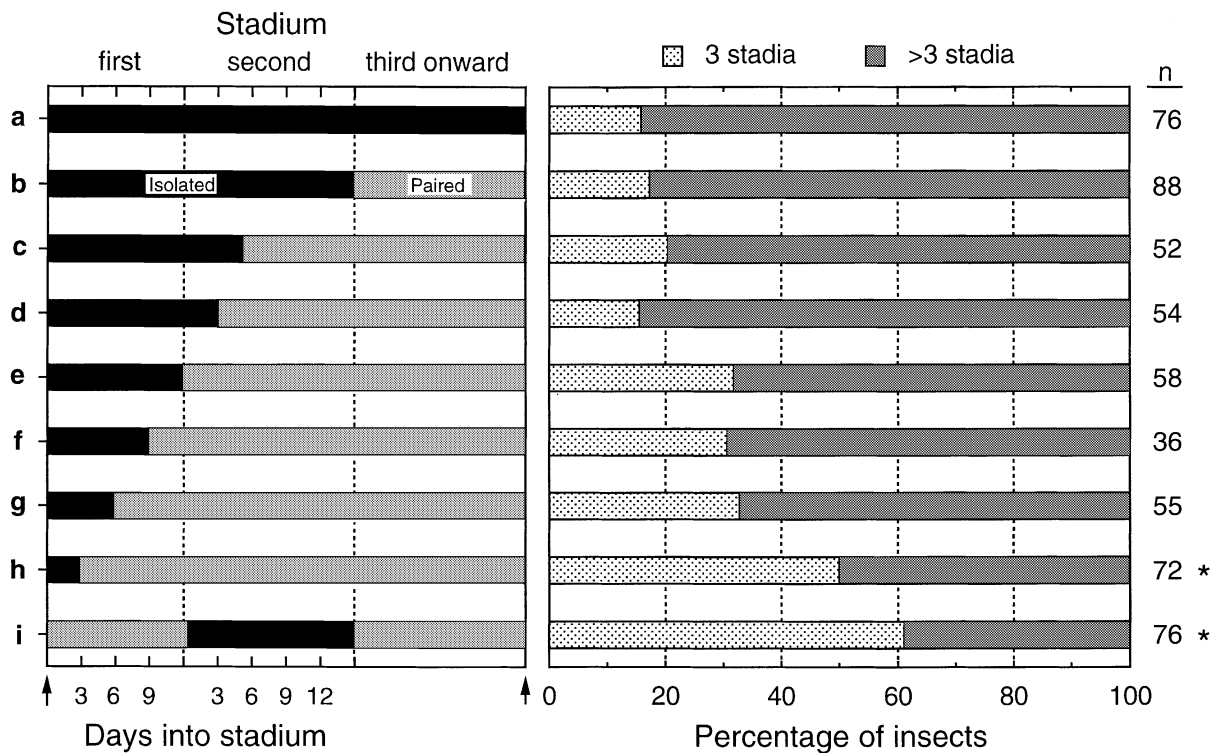 Stadium
first second third onward
3 stadia >3 stadia
n
a 76
b Isolated Paired 88
c 52
d 54
e 58
f 36
g 55
h 72 *
i 76 *
3 6 9 3 6 9 12 0 20 40 60 80 100
Days into stadium Percentage of insects